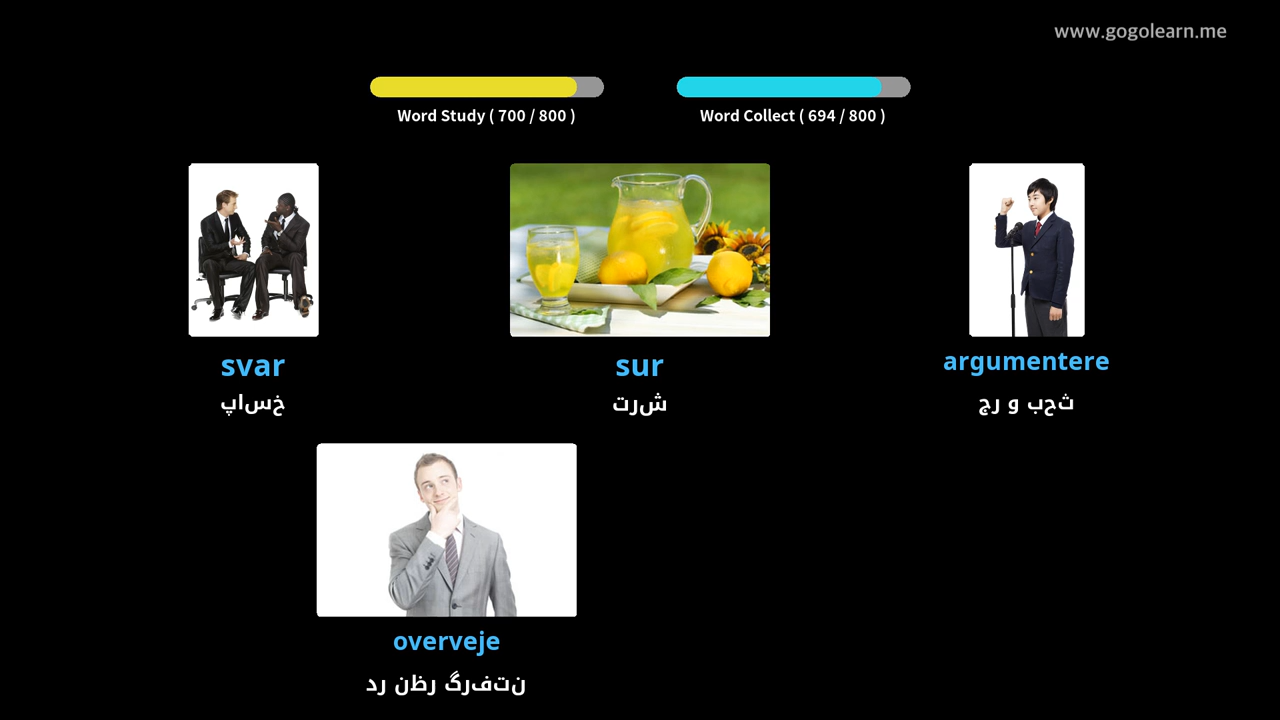 www.gogolearn.me
Word Study ( 700 / 800 )
Word Collect ( 694 / 800 )
svar
خساپ
sur
شرت
argumentere
ثحب و رج
overveje
نتفرگ رظن رد